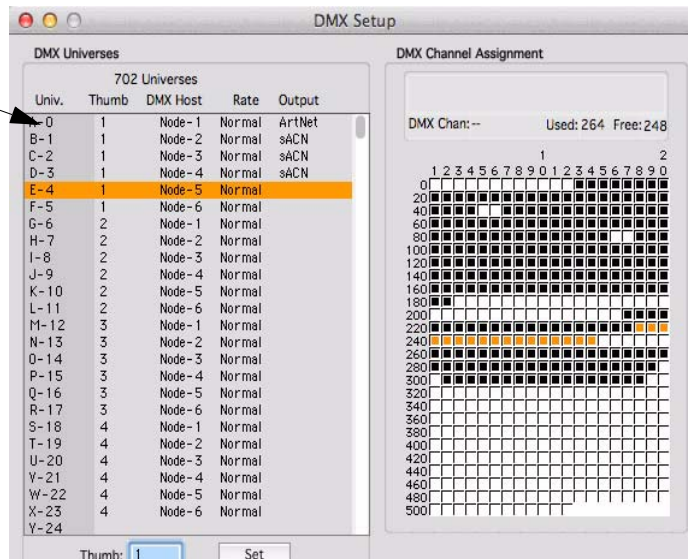 DMX Setup
DMX Universes
702 Universes
Univ. Thumb DMX Host Rate Output
-0 1 Node-1 Normal ArtNet
B-1 1 Node-2 Normal sACN
C-2 1 Node-3 Normal sACN
D-3 1 Node-4 Normal sACN
E-4 1 Node-5 Normal
F-5 1 Node-6 Normal
G-6 2 Node-1 Normal
H-7 2 Node-2 Normal
I-8 2 Node-3 Normal
J-9 2 Node-4 Normal
K-10 2 Node-5 Normal
L-11 2 Node-6 Normal
M-12 3 Node-1 Normal
N-13 3 Node-2 Normal
O-14 3 Node-3 Normal
P-15 3 Node-4 Normal
Q-16 3 Node-5 Normal
R-17 3 Node-6 Normal
S-18 4 Node-1 Normal
T-19 4 Node-2 Normal
U-20 4 Node-3 Normal
V-21 4 Node-4 Normal
W-22 4 Node-5 Normal
X-23 4 Node-6 Normal
Y-24
Thumb: 1 Set
DMX Channel Assignment
DMX Chan: -- Used: 264 Free: 248
1 2
1 2 3 4 5 6 7 8 9 0 1 2 3 4 5 6 7 8 9 0
0
20
40
60
80
100
120
140
160
180
200
220
240
260
280
300
320
340
360
380
400
420
440
460
480
500